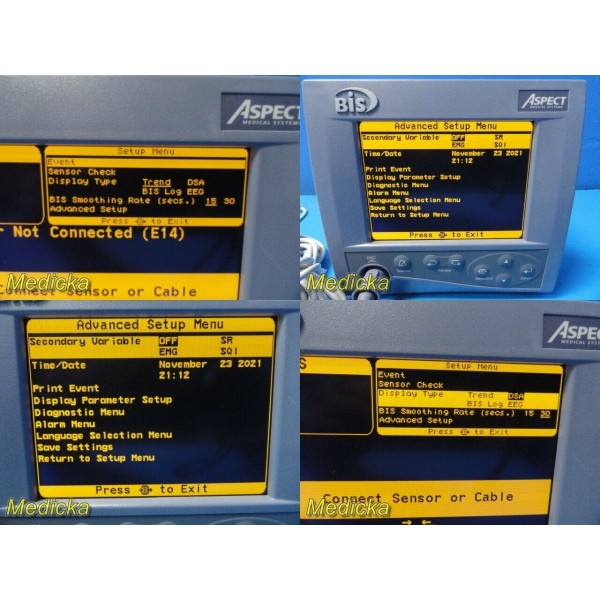 ASPECT
MEDICAL SYSTEMS
Setup Menu
Event
Sensor Check
Display Type Trend DSA
BIS Log EEG
BIS Smoothing Rate (secs.) 15 30
Advanced Setup
Press to Exit
r Not Connected (E14)
Connect Sensor or Cable
Medicka
BIS
ASPECT
MEDICAL SYSTEMS
Advanced Setup Menu
Secondary Variable OFF SR
EMG SQI
Time/Date November 23 2021
21:12
Print Event
Display Parameter Setup
Diagnostic Menu
Alarm Menu
Language Selection Menu
Save Settings
Return to Setup Menu
Press to Exit
Medicka
Advanced Setup Menu
Secondary Variable OFF SR
EMG SQI
Time/Date November 23 2021
21:12
Print Event
Display Parameter Setup
Diagnostic Menu
Alarm Menu
Language Selection Menu
Save Settings
Return to Setup Menu
Press to Exit
Medicka
ASPE
MEDICAL SYS
S
Setup Menu
Event
Sensor Check
Display Type Trend DSA
BIS Log EEG
BIS Smoothing Rate (secs.) 15 30
Advanced Setup
Press to Exit
Connect Sensor or Cable
Medicka